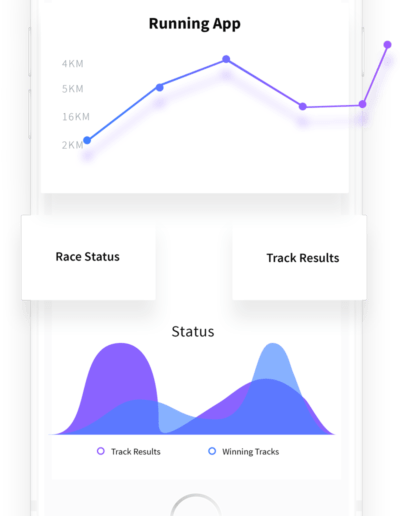 Running App
4KM
5KM
16KM
2KM
Race Status
Track Results
Status
Track Results
Winning Tracks